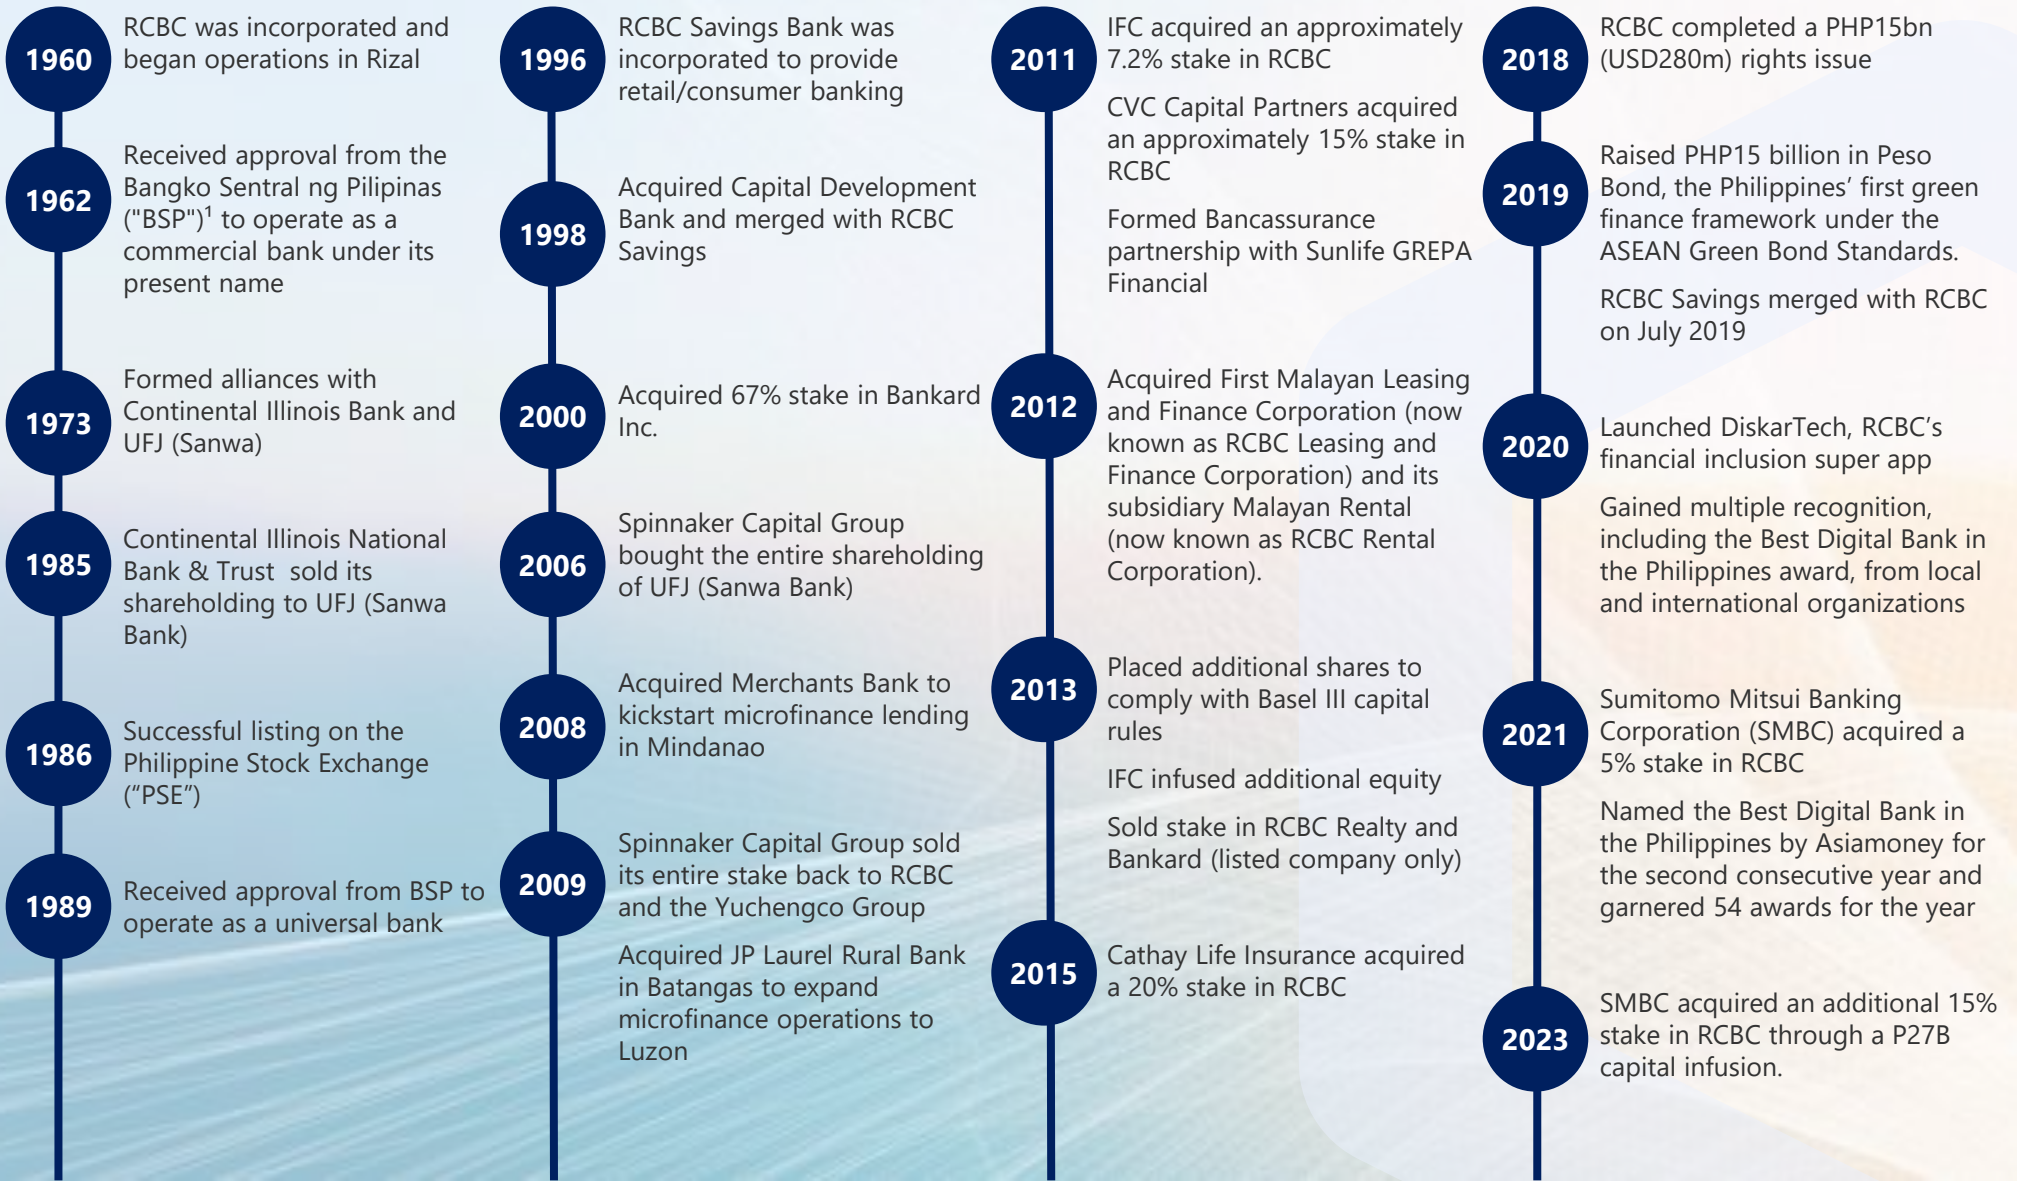 1960
RCBC was incorporated and
began operations in Rizal
1962
Received approval from the
Bangko Sentral ng Pilipinas
("BSP")¹ to operate as a
commercial bank under its
present name
1973
Formed alliances with
Continental Illinois Bank and
UFJ (Sanwa)
1985
Continental Illinois National
Bank & Trust  sold its
shareholding to UFJ (Sanwa
Bank)
1986
Successful listing on the
Philippine Stock Exchange
(“PSE”)
1989
Received approval from BSP to
operate as a universal bank
1996
RCBC Savings Bank was
incorporated to provide
retail/consumer banking
1998
Acquired Capital Development
Bank and merged with RCBC
Savings
2000
Acquired 67% stake in Bankard
Inc.
2006
Spinnaker Capital Group
bought the entire shareholding
of UFJ (Sanwa Bank)
2008
Acquired Merchants Bank to
kickstart microfinance lending
in Mindanao
2009
Spinnaker Capital Group sold
its entire stake back to RCBC
and the Yuchengco Group
Acquired JP Laurel Rural Bank
in Batangas to expand
microfinance operations to
Luzon
2011
IFC acquired an approximately
7.2% stake in RCBC
CVC Capital Partners acquired
an approximately 15% stake in
RCBC
Formed Bancassurance
partnership with Sunlife GREPA
Financial
2012
Acquired First Malayan Leasing
and Finance Corporation (now
known as RCBC Leasing and
Finance Corporation) and its
subsidiary Malayan Rental
(now known as RCBC Rental
Corporation).
2013
Placed additional shares to
comply with Basel III capital
rules
IFC infused additional equity
Sold stake in RCBC Realty and
Bankard (listed company only)
2015
Cathay Life Insurance acquired
a 20% stake in RCBC
2018
RCBC completed a PHP15bn
(USD280m) rights issue
2019
Raised PHP15 billion in Peso
Bond, the Philippines’ first green
finance framework under the
ASEAN Green Bond Standards.
RCBC Savings merged with RCBC
on July 2019
2020
Launched DiskarTech, RCBC’s
financial inclusion super app
Gained multiple recognition,
including the Best Digital Bank in
the Philippines award, from local
and international organizations
2021
Sumitomo Mitsui Banking
Corporation (SMBC) acquired a
5% stake in RCBC
Named the Best Digital Bank in
the Philippines by Asiamoney for
the second consecutive year and
garnered 54 awards for the year
2023
SMBC acquired an additional 15%
stake in RCBC through a P27B
capital infusion.